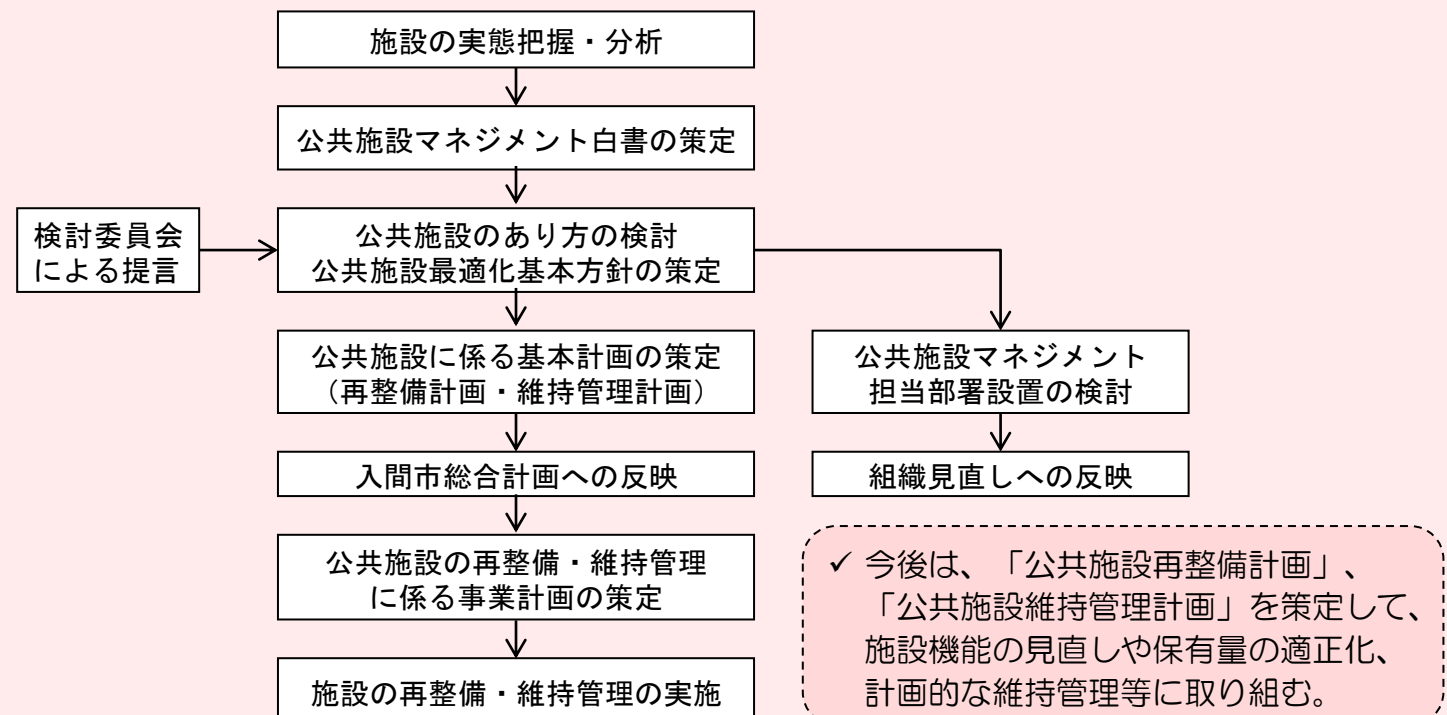 施設の実態把握・分析
公共施設マネジメント白書の策定
検討委員会
による提言
公共施設のあり方の検討
公共施設最適化基本方針の策定
公共施設に係る基本計画の策定
（再整備計画・維持管理計画）
公共施設マネジメント
担当部署設置の検討
入間市総合計画への反映
組織見直しへの反映
公共施設の再整備・維持管理
に係る事業計画の策定
施設の再整備・維持管理の実施
✓ 今後は、「公共施設再整備計画」、
「公共施設維持管理計画」を策定して、
施設機能の見直しや保有量の適正化、
計画的な維持管理等に取り組む。